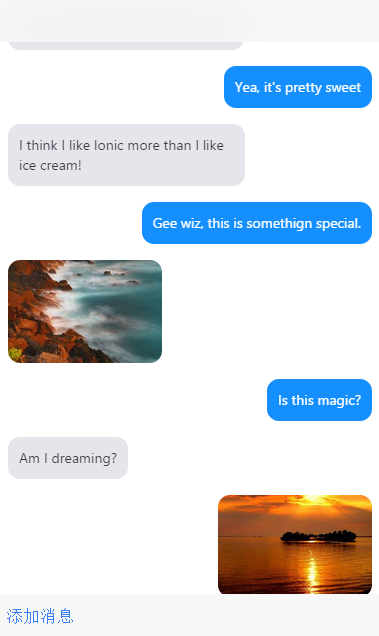 Yea, it's pretty sweet
I think I like Ionic more than I like
ice cream!
Gee wiz, this is somethign special.
Is this magic?
Am I dreaming?
添加消息